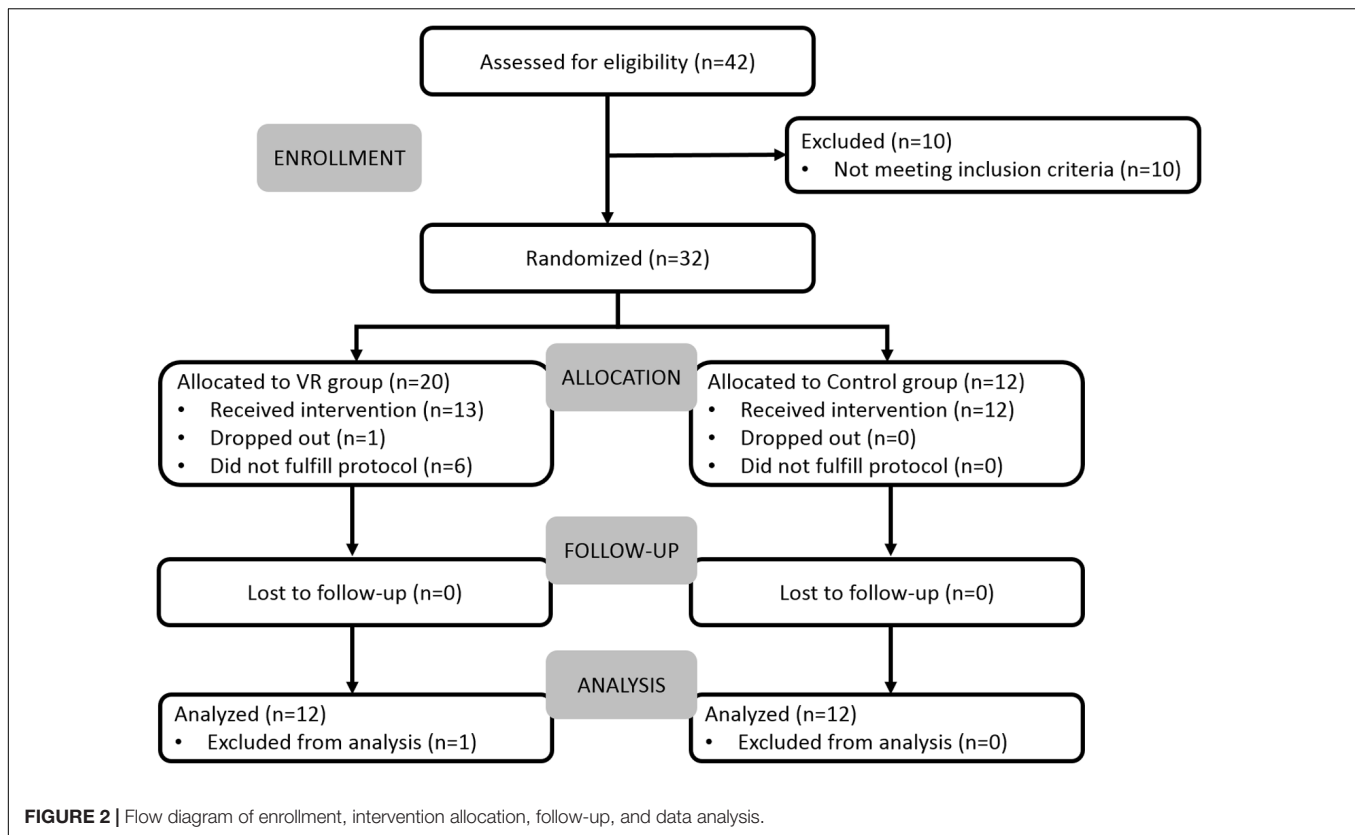 Assessed for eligibility (n=42)
ENROLLMENT
Excluded (n=10)
• Not meeting inclusion criteria (n=10)
Randomized (n=32)
ALLOCATION
Allocated to VR group (n=20)
• Received intervention (n=13)
• Dropped out (n=1)
• Did not fulfill protocol (n=6)
Allocated to Control group (n=12)
• Received intervention (n=12)
• Dropped out (n=0)
• Did not fulfill protocol (n=0)
FOLLOW-UP
Lost to follow-up (n=0)
Lost to follow-up (n=0)
ANALYSIS
Analyzed (n=12)
• Excluded from analysis (n=1)
Analyzed (n=12)
• Excluded from analysis (n=0)
FIGURE 2 | Flow diagram of enrollment, intervention allocation, follow-up, and data analysis.